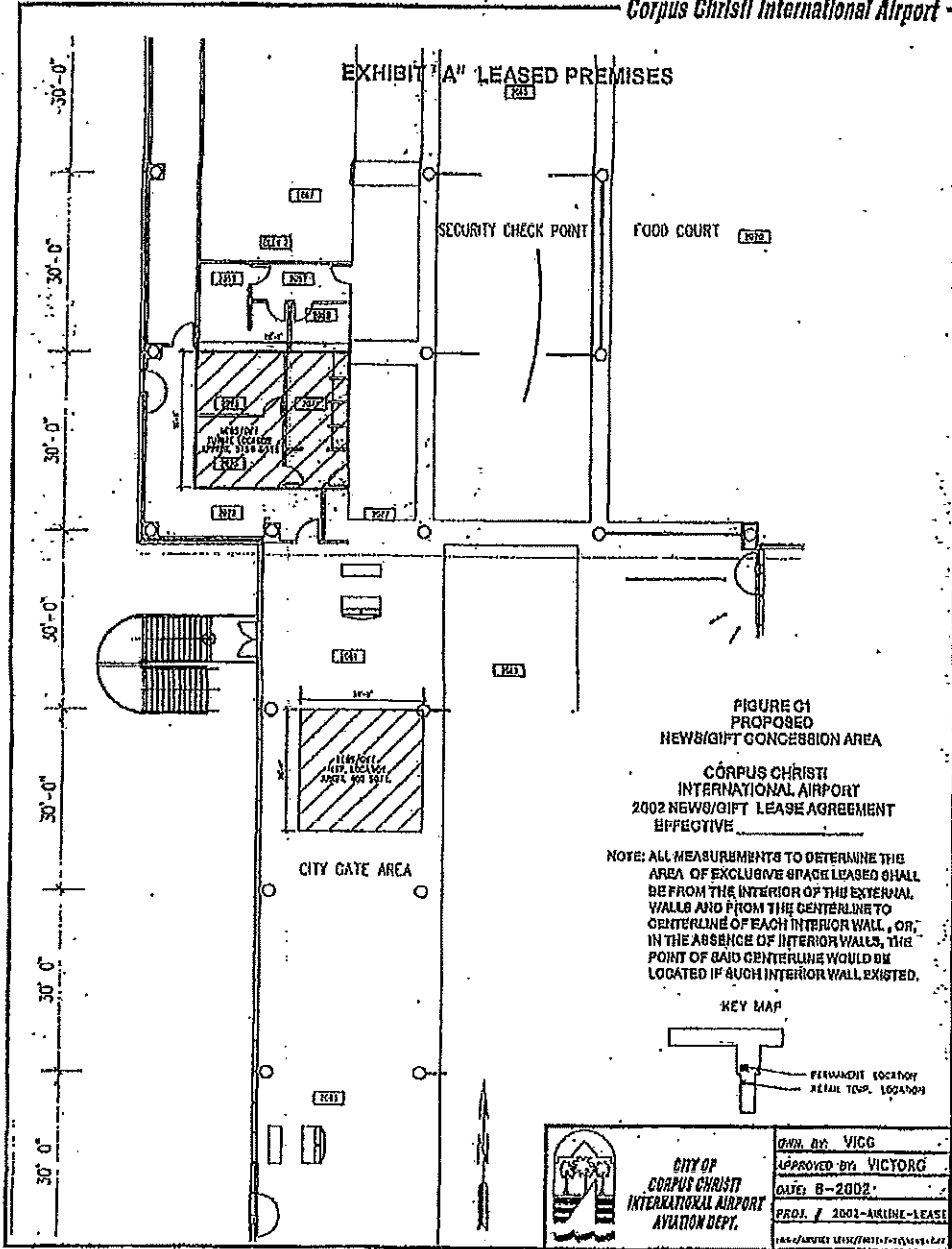 Corpus Christi International Airport
EXHIBIT "A" LEASED PREMISES
30'-0"
30'-0"
30'-0"
30'-0"
30'-0"
30' 0"
30' 0"
SECURITY CHECK POINT
FOOD COURT
NEWS/GIFT
CITY GATE AREA
FIGURE C1
PROPOSED
NEWS/GIFT CONCESSION AREA
CORPUS CHRISTI
INTERNATIONAL AIRPORT
2002 NEWS/GIFT LEASE AGREEMENT
EFFECTIVE
NOTE: ALL MEASUREMENTS TO DETERMINE THE
AREA OF EXCLUSIVE SPACE LEASED SHALL
BE FROM THE INTERIOR OF THE EXTERNAL
WALLS AND FROM THE CENTERLINE TO
CENTERLINE OF EACH INTERIOR WALL, OR,
IN THE ABSENCE OF INTERIOR WALLS, THE
POINT OF SAID CENTERLINE WOULD BE
LOCATED IF SUCH INTERIOR WALL EXISTED.
KEY MAP
PERMANENT LOCATION
TEMP. LOCATION
CITY OF
CORPUS CHRISTI
INTERNATIONAL AIRPORT
AVIATION DEPT.
DWN. BY: VICG
APPROVED BY: VICTORG
DATE: 8-2002
PROJ. / 2002-AIRLINE-LEASE